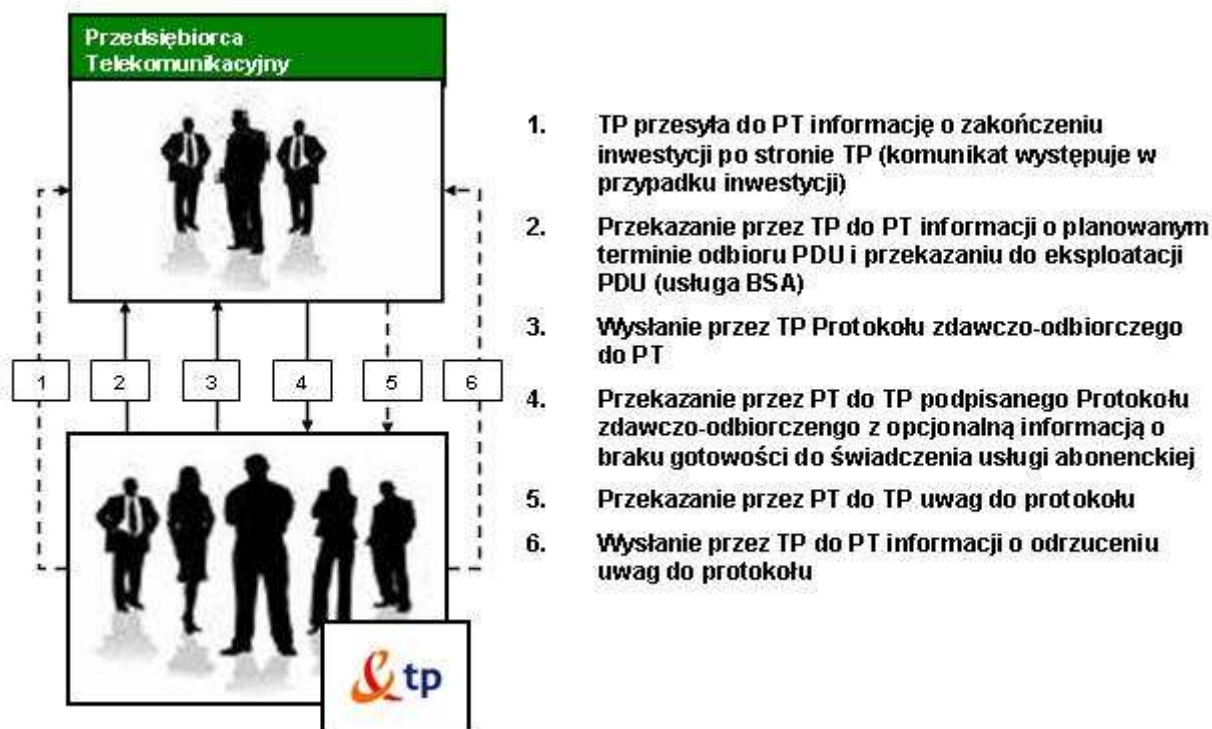 Przedsiębiorca
Telekomunikacyjny
1
2
3
4
5
6
tp
1. TP przesyła do PT informację o zakończeniu
inwestycji po stronie TP (komunikat występuje w
przypadku inwestycji)
2. Przekazanie przez TP do PT informacji o planowanym
terminie odbioru PDU i przekazaniu do eksploatacji
PDU (usługa BSA)
3. Wysłanie przez TP Protokołu zdawczo-odbiorczego
do PT
4. Przekazanie przez PT do TP podpisanego Protokołu
zdawczo-odbiorczengo z opcjonalną informacją o
braku gotowości do świadczenia usługi abonenckiej
5. Przekazanie przez PT do TP uwag do protokołu
6. Wysłanie przez TP do PT informacji o odrzuceniu
uwag do protokołu